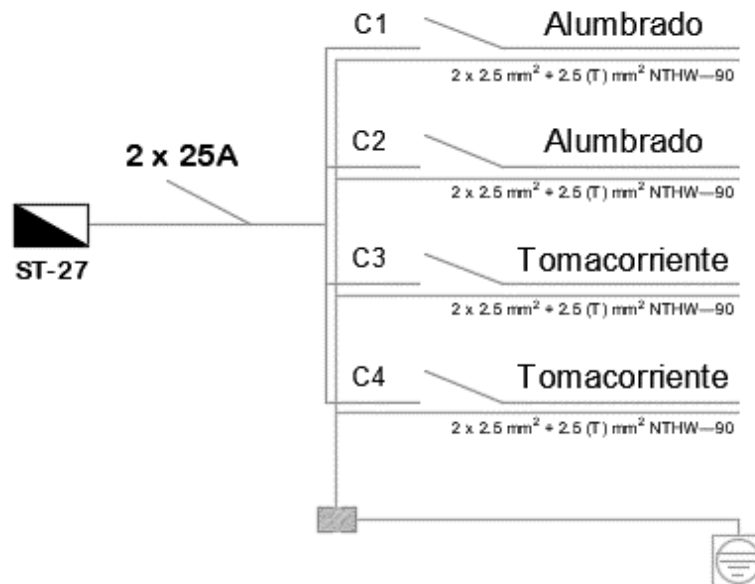 C1 Alumbrado
2 x 2.5 mm² + 2.5 (T) mm² NTHW—90
C2 Alumbrado
2 x 2.5 mm² + 2.5 (T) mm² NTHW—90
2 x 25A
ST-27
C3 Tomacorriente
2 x 2.5 mm² + 2.5 (T) mm² NTHW—90
C4 Tomacorriente
2 x 2.5 mm² + 2.5 (T) mm² NTHW—90